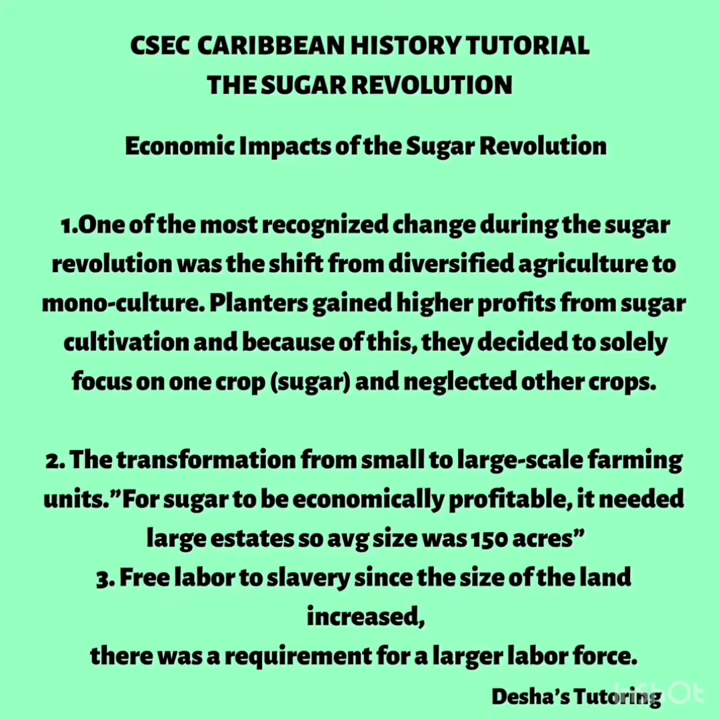 CSEC CARIBBEAN HISTORY TUTORIAL
THE SUGAR REVOLUTION
Economic Impacts of the Sugar Revolution
1.One of the most recognized change during the sugar
revolution was the shift from diversified agriculture to
mono-culture. Planters gained higher profits from sugar
cultivation and because of this, they decided to solely
focus on one crop (sugar) and neglected other crops.
2. The transformation from small to large-scale farming
units.”For sugar to be economically profitable, it needed
large estates so avg size was 150 acres”
3. Free labor to slavery since the size of the land
increased,
there was a requirement for a larger labor force.
Desha’s Tutoring